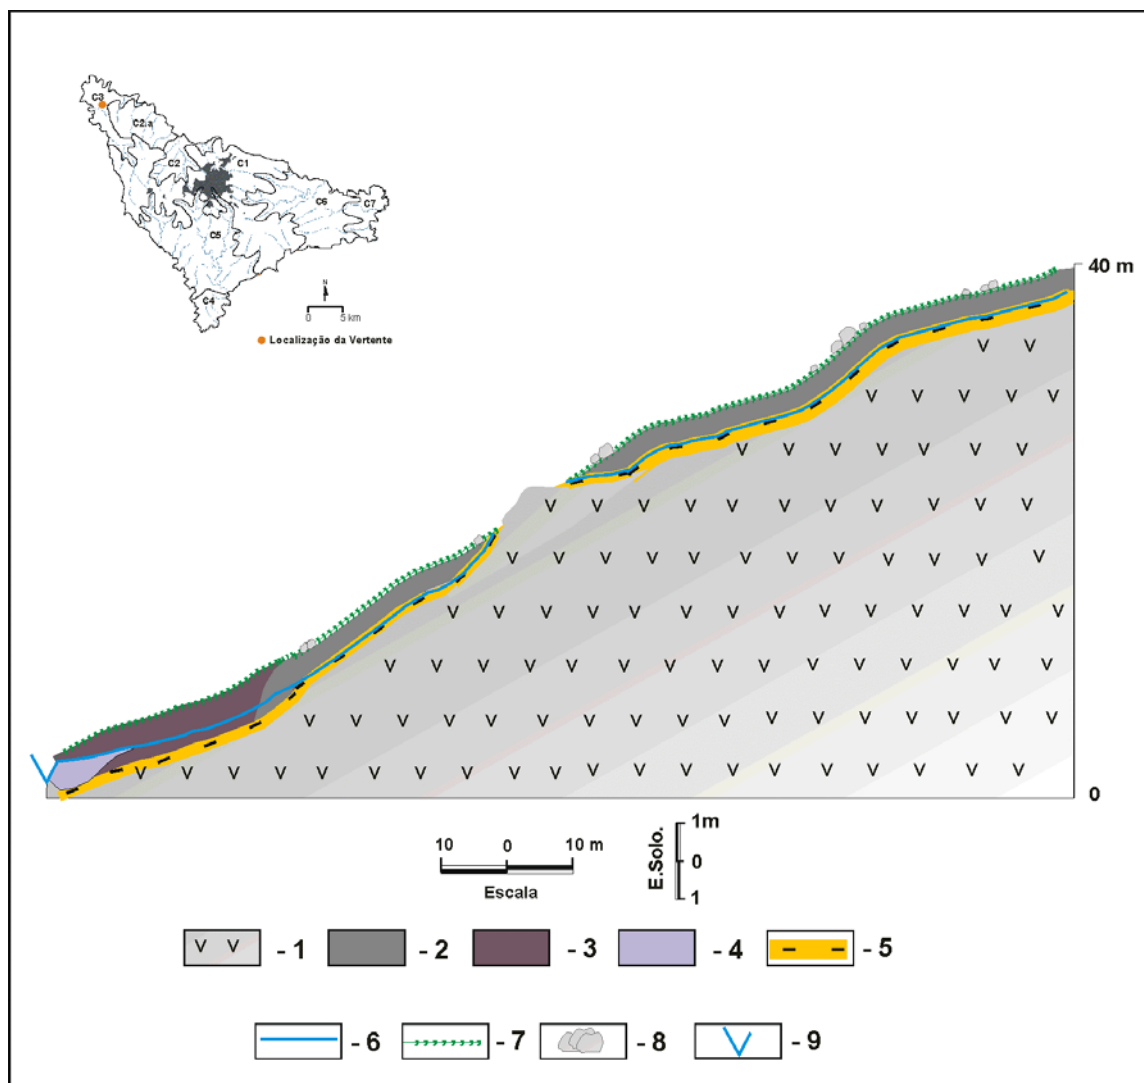 C3
C2.a
C2
C1
C6
C7
C5
C4
N
0 5 km
Localização da Vertente
40 m
0
10 0 10 m
Escala
E.Solo.
1m
0
1
V V - 1
- 2
- 3
- 4
- 5
- 6
- 7
- 8
- 9